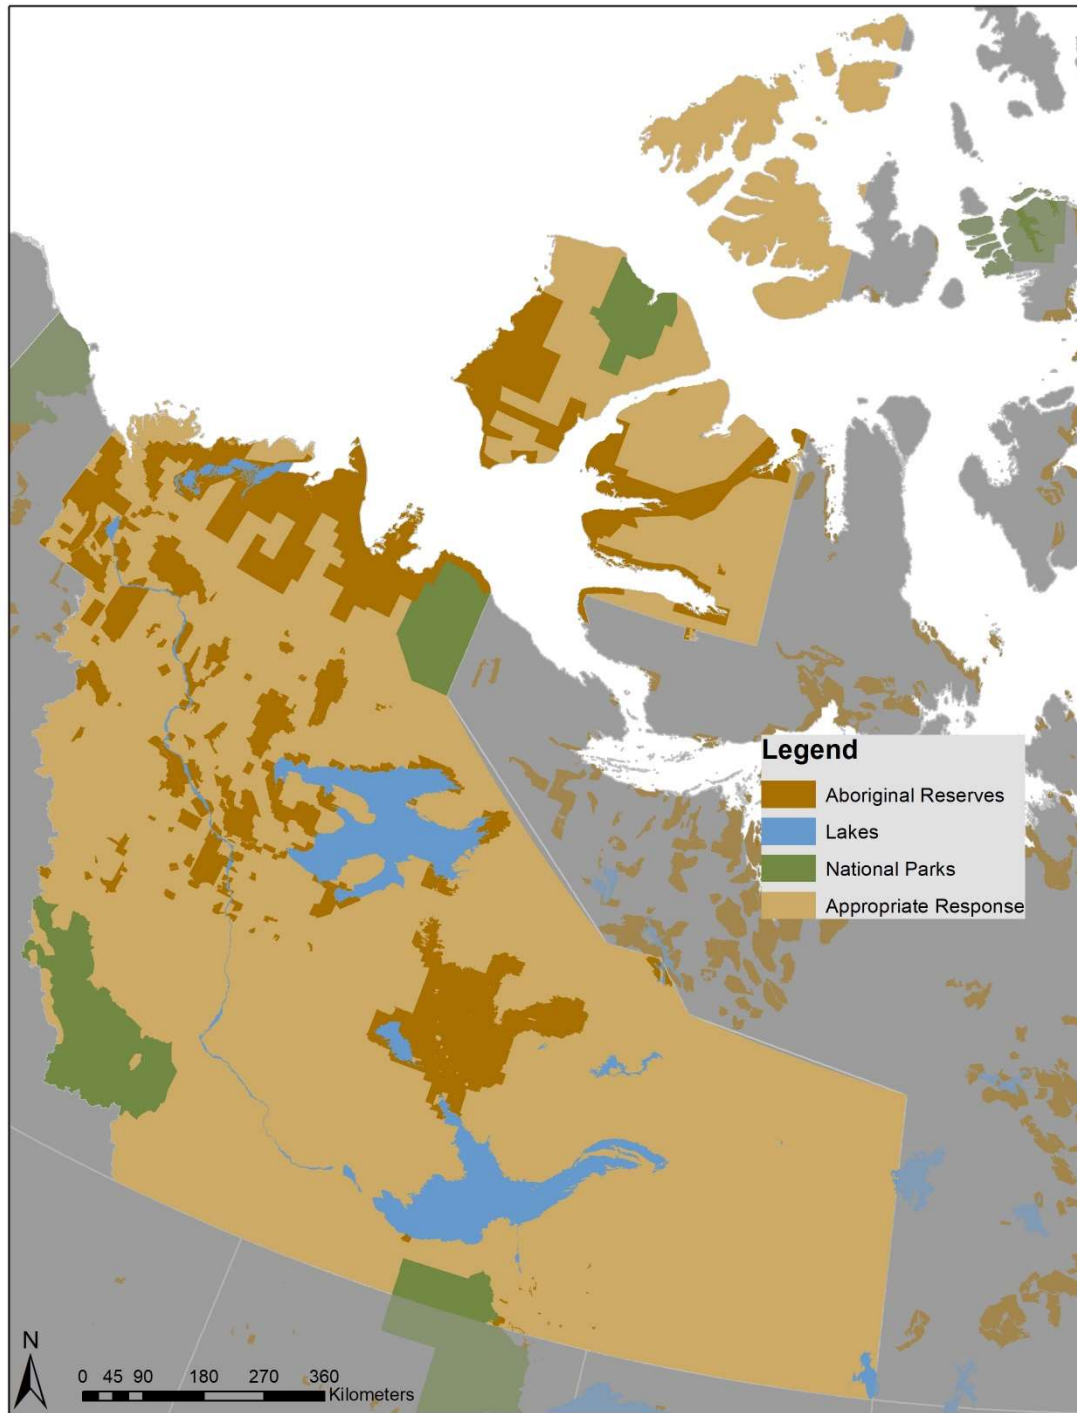 Legend
Aboriginal Reserves
Lakes
National Parks
Appropriate Response
N
0 45 90 180 270 360
Kilometers